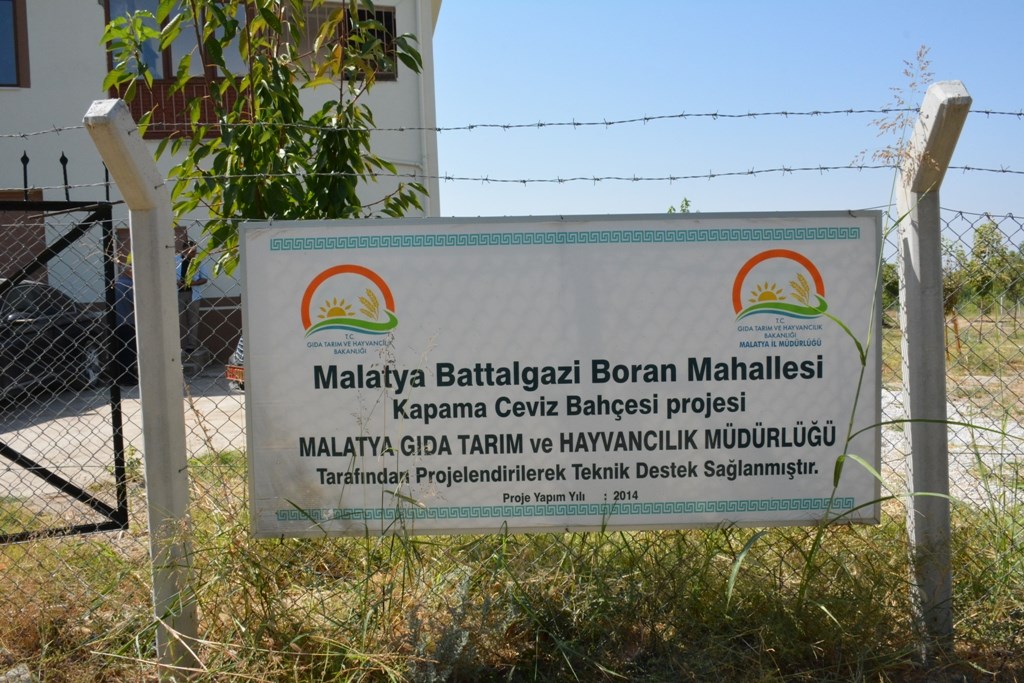 T.C.
GIDA TARIM VE HAYVANCILIK
BAKANLIĞI
T.C.
GIDA TARIM VE HAYVANCILIK
BAKANLIĞI
MALATYA İL MÜDÜRLÜĞÜ
Malatya Battalgazi Boran Mahallesi
Kapama Ceviz Bahçesi projesi
MALATYA GIDA TARIM ve HAYVANCILIK MÜDÜRLÜĞÜ
Tarafından Projelendirilerek Teknik Destek Sağlanmıştır.
Proje Yapım Yılı : 2014